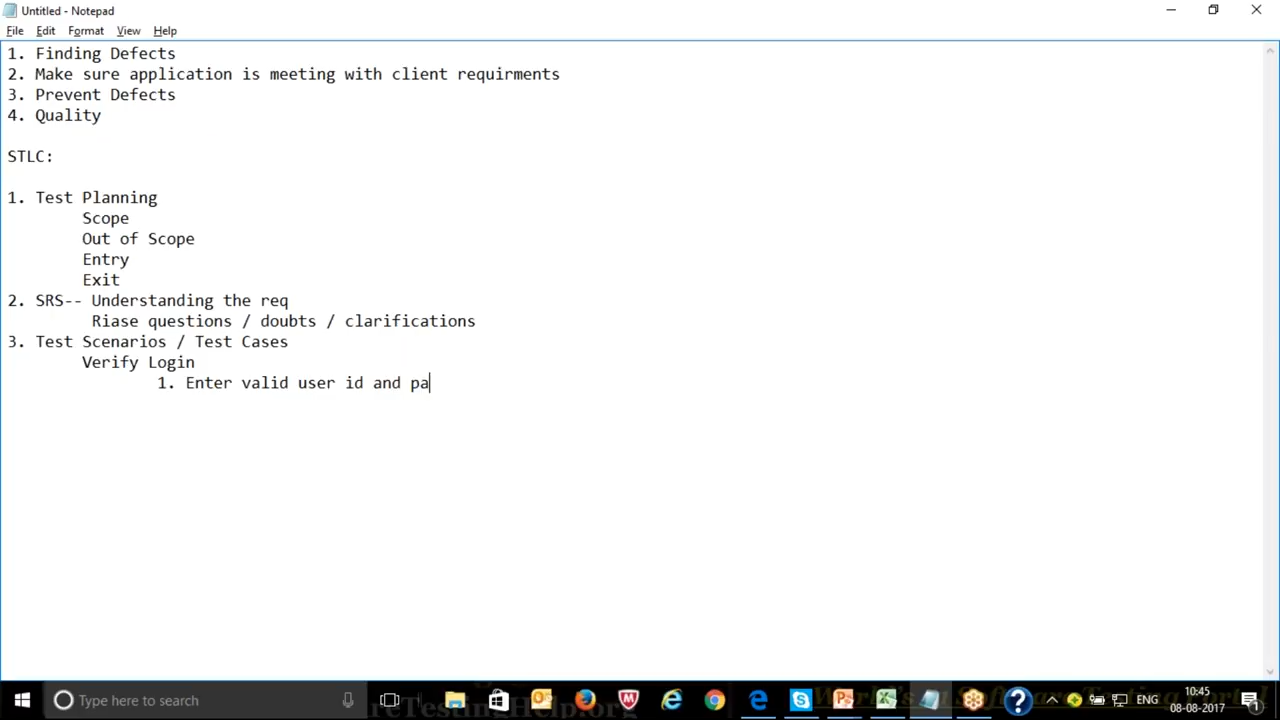 Untitled - Notepad
File Edit Format View Help
1. Finding Defects
2. Make sure application is meeting with client requirments
3. Prevent Defects
4. Quality
STLC:
1. Test Planning
Scope
Out of Scope
Entry
Exit
2. SRS-- Understanding the req
Riase questions / doubts / clarifications
3. Test Scenarios / Test Cases
Verify Login
1. Enter valid user id and pa
Type here to search
ENG
10:45
08-08-2017